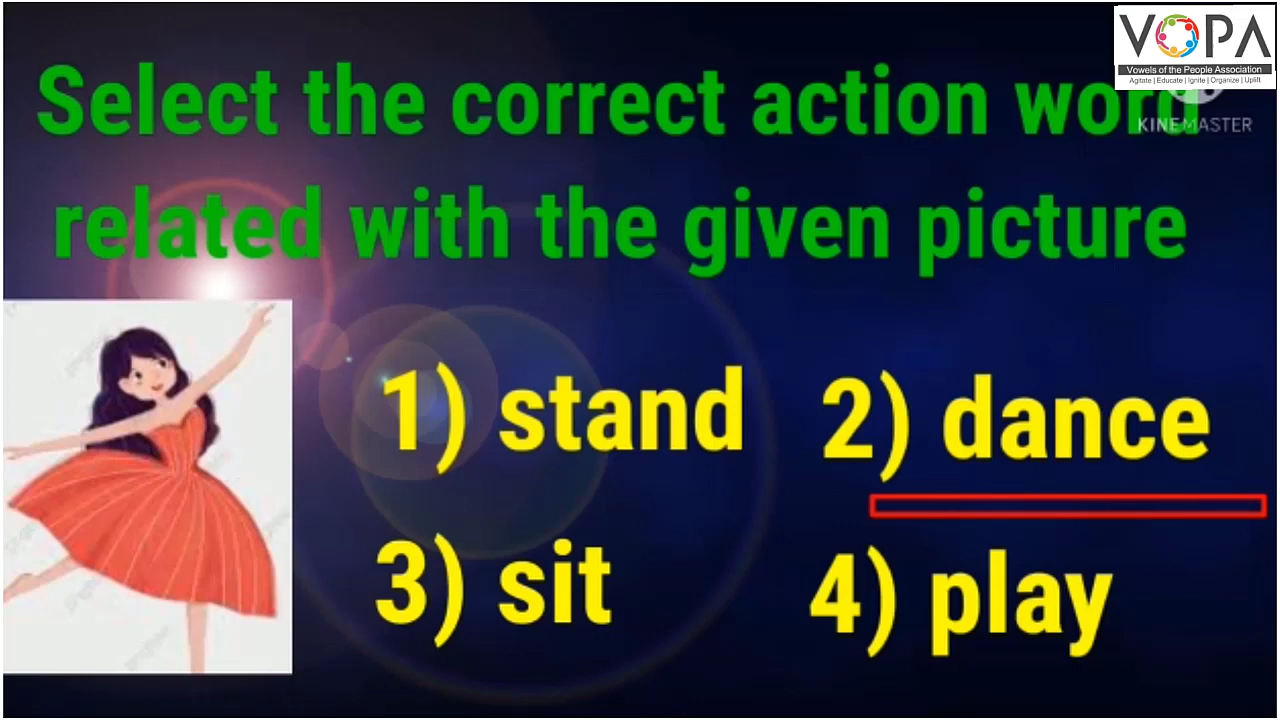 VOPA
Vowels of the People Association
Agitate | Educate | Ignite | Organize | Uplift
Select the correct action word
KINEMASTER
related with the given picture
1) stand
2) dance
3) sit
4) play